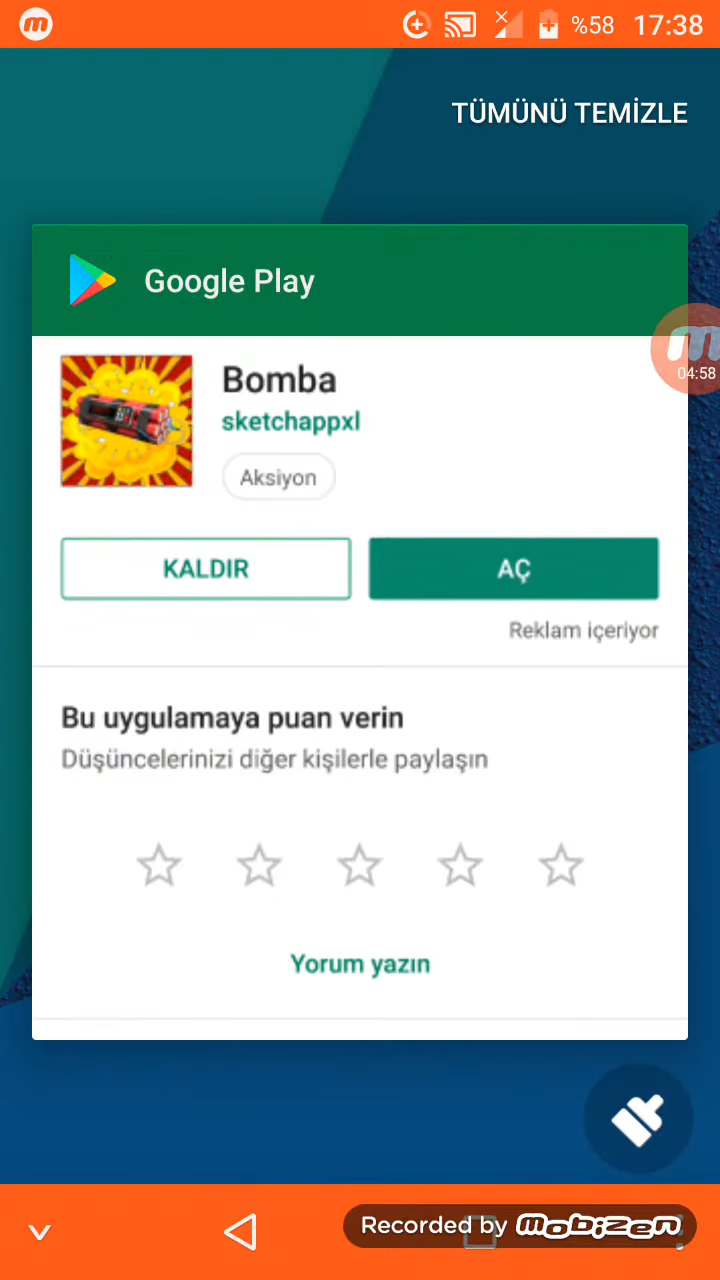 %58 17:38
TÜMÜNÜ TEMİZLE
Google Play
04:58
Bomba
sketchappxl
Aksiyon
KALDIR
AÇ
Reklam içeriyor
Bu uygulamaya puan verin
Düşüncelerinizi diğer kişilerle paylaşın
Yorum yazın
Recorded by mobizen